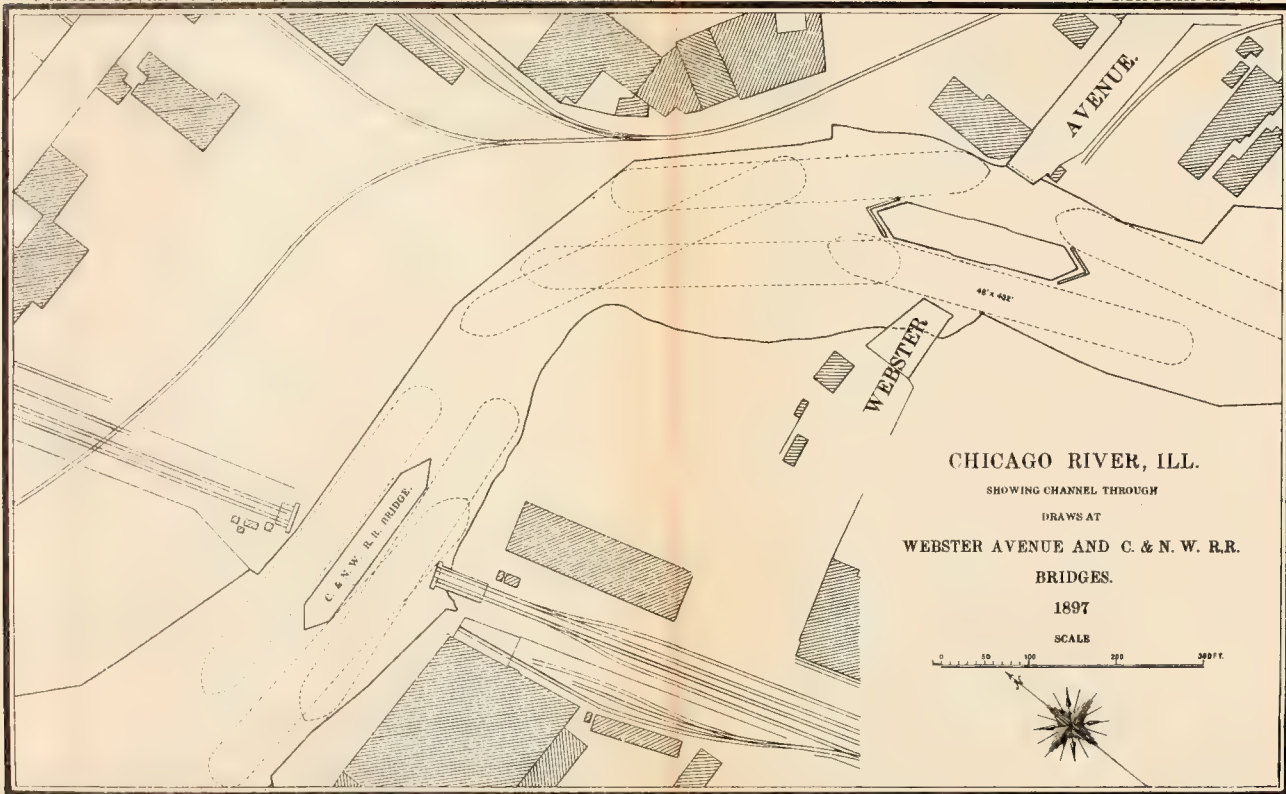 AVENUE.
48' x 432'
WEBSTER
C. & N. W. R. R. BRIDGE.
CHICAGO RIVER, ILL.
SHOWING CHANNEL THROUGH
DRAWS AT
WEBSTER AVENUE AND C. & N. W. R.R.
BRIDGES.
1897
SCALE
0 50 100 200 300 FT.
N